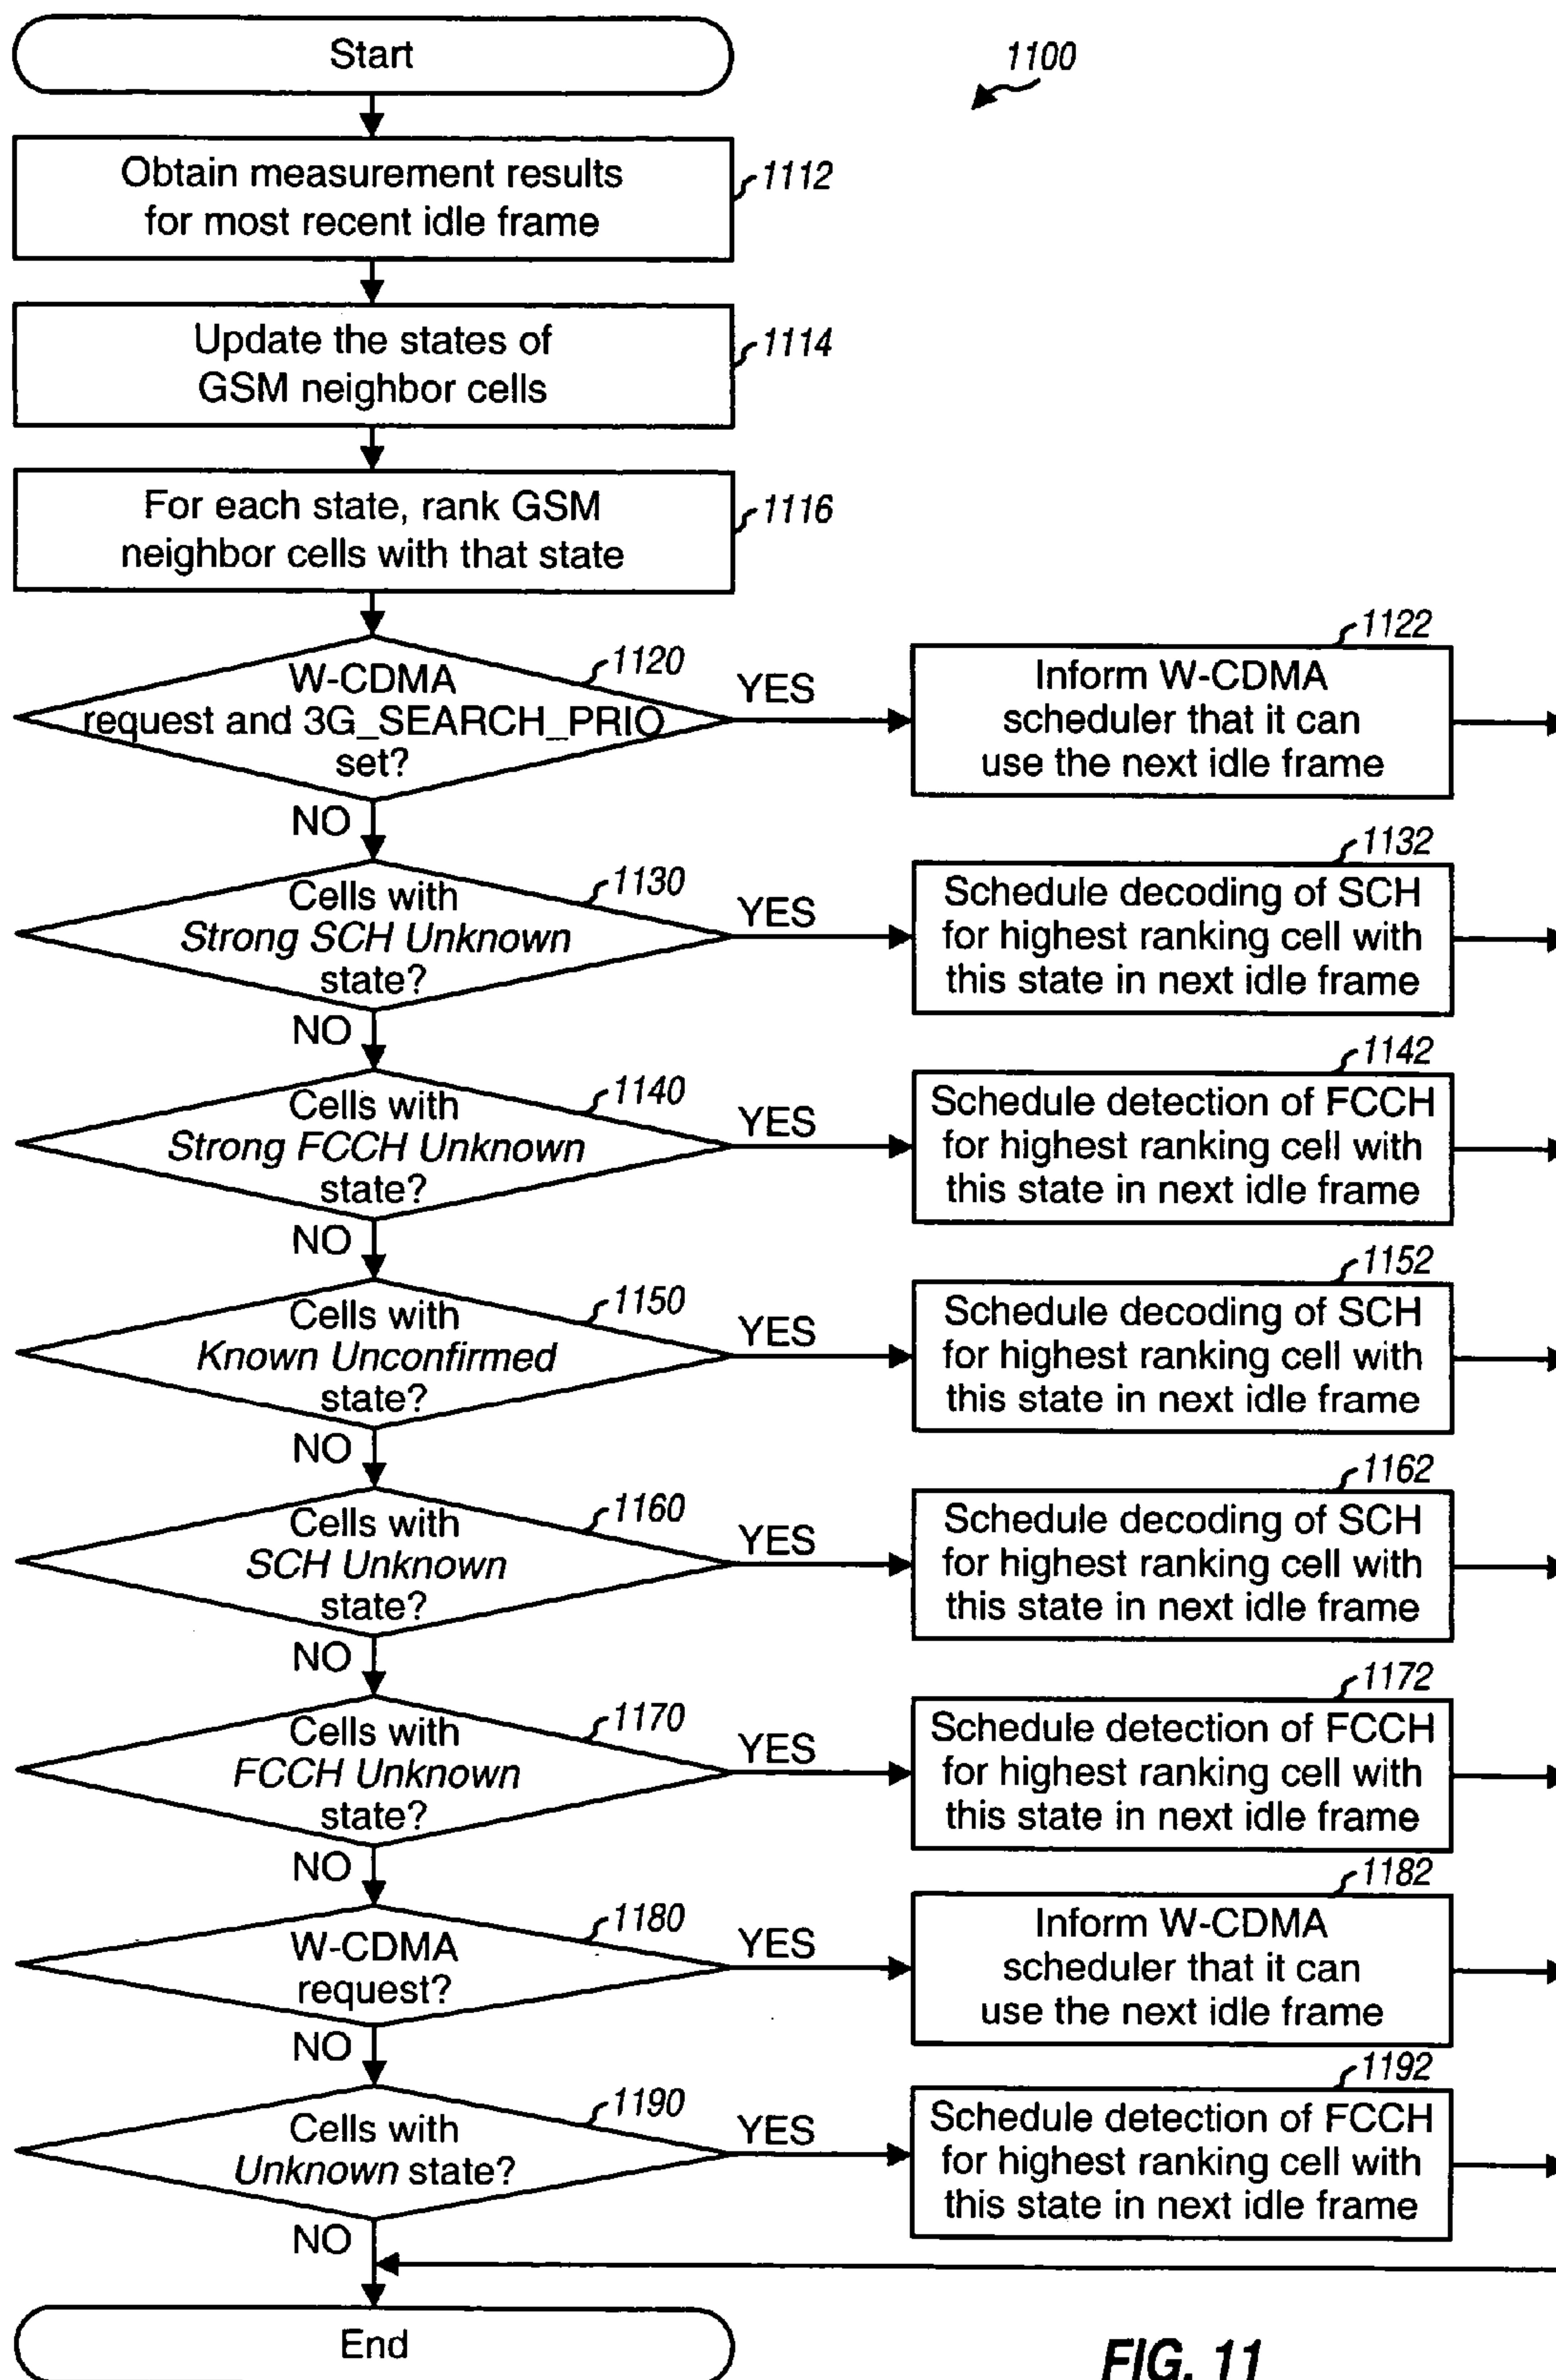 Start
1100
Obtain measurement results
for most recent idle frame
1112
Update the states of
GSM neighbor cells
1114
For each state, rank GSM
neighbor cells with that state
1116
W-CDMA
request and 3G_SEARCH_PRIO
set?
1120
YES
NO
Inform W-CDMA
scheduler that it can
use the next idle frame
1122
Cells with
Strong SCH Unknown
state?
1130
YES
NO
Schedule decoding of SCH
for highest ranking cell with
this state in next idle frame
1132
Cells with
Strong FCCH Unknown
state?
1140
YES
NO
Schedule detection of FCCH
for highest ranking cell with
this state in next idle frame
1142
Cells with
Known Unconfirmed
state?
1150
YES
NO
Schedule decoding of SCH
for highest ranking cell with
this state in next idle frame
1152
Cells with
SCH Unknown
state?
1160
YES
NO
Schedule decoding of SCH
for highest ranking cell with
this state in next idle frame
1162
Cells with
FCCH Unknown
state?
1170
YES
NO
Schedule detection of FCCH
for highest ranking cell with
this state in next idle frame
1172
W-CDMA
request?
1180
YES
NO
Inform W-CDMA
scheduler that it can
use the next idle frame
1182
Cells with
Unknown state?
1190
YES
NO
Schedule detection of FCCH
for highest ranking cell with
this state in next idle frame
1192
End
FIG. 11